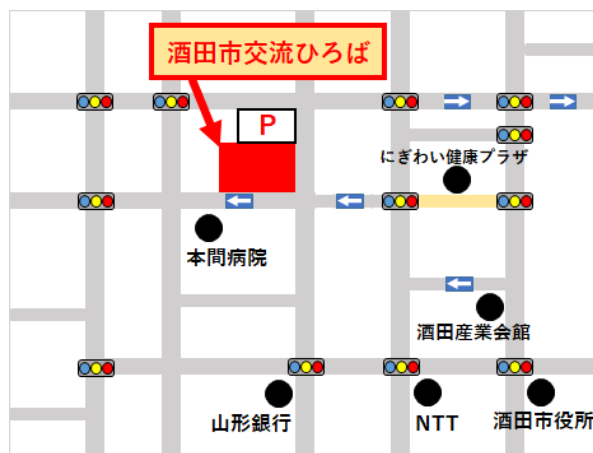 酒田市交流ひろば
P
にぎわい健康プラザ
本間病院
酒田産業会館
山形銀行
NTT
酒田市役所